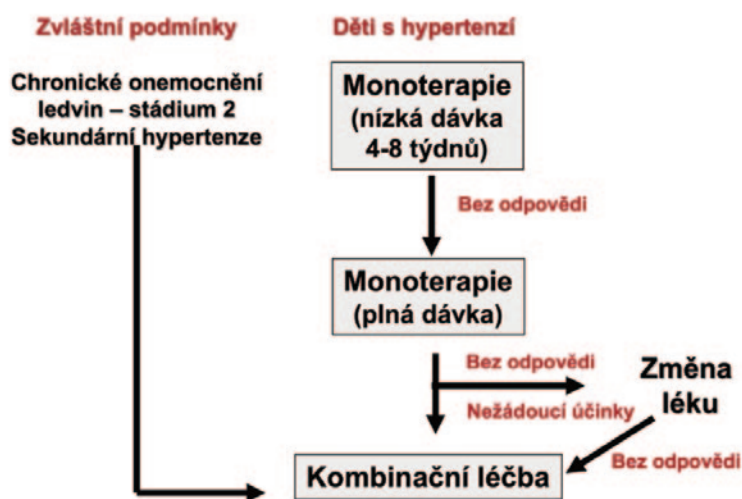 Zvláštní podmínky
Chronické onemocnění
ledvin – stádium 2
Sekundární hypertenze
Děti s hypertenzí
Monoterapie
(nízká dávka
4-8 týdnů)
Bez odpovědi
Monoterapie
(plná dávka)
Bez odpovědi
Nežádoucí účinky
Změna
léku
Bez odpovědi
Kombinační léčba